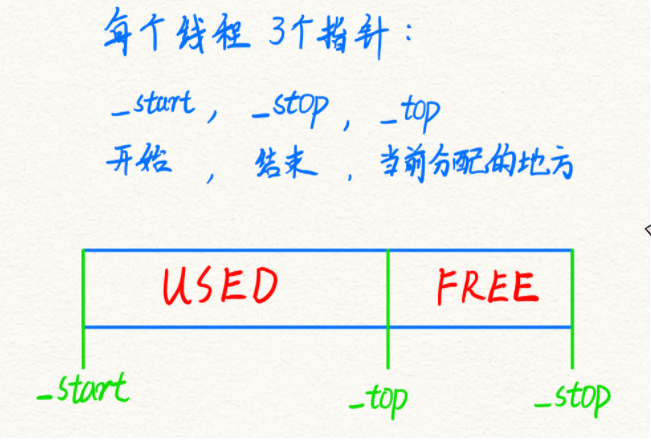 每个线程 3个指针:
_start, _stop, _top
开始, 结束, 当前分配的地方
USED FREE
_start _top _stop